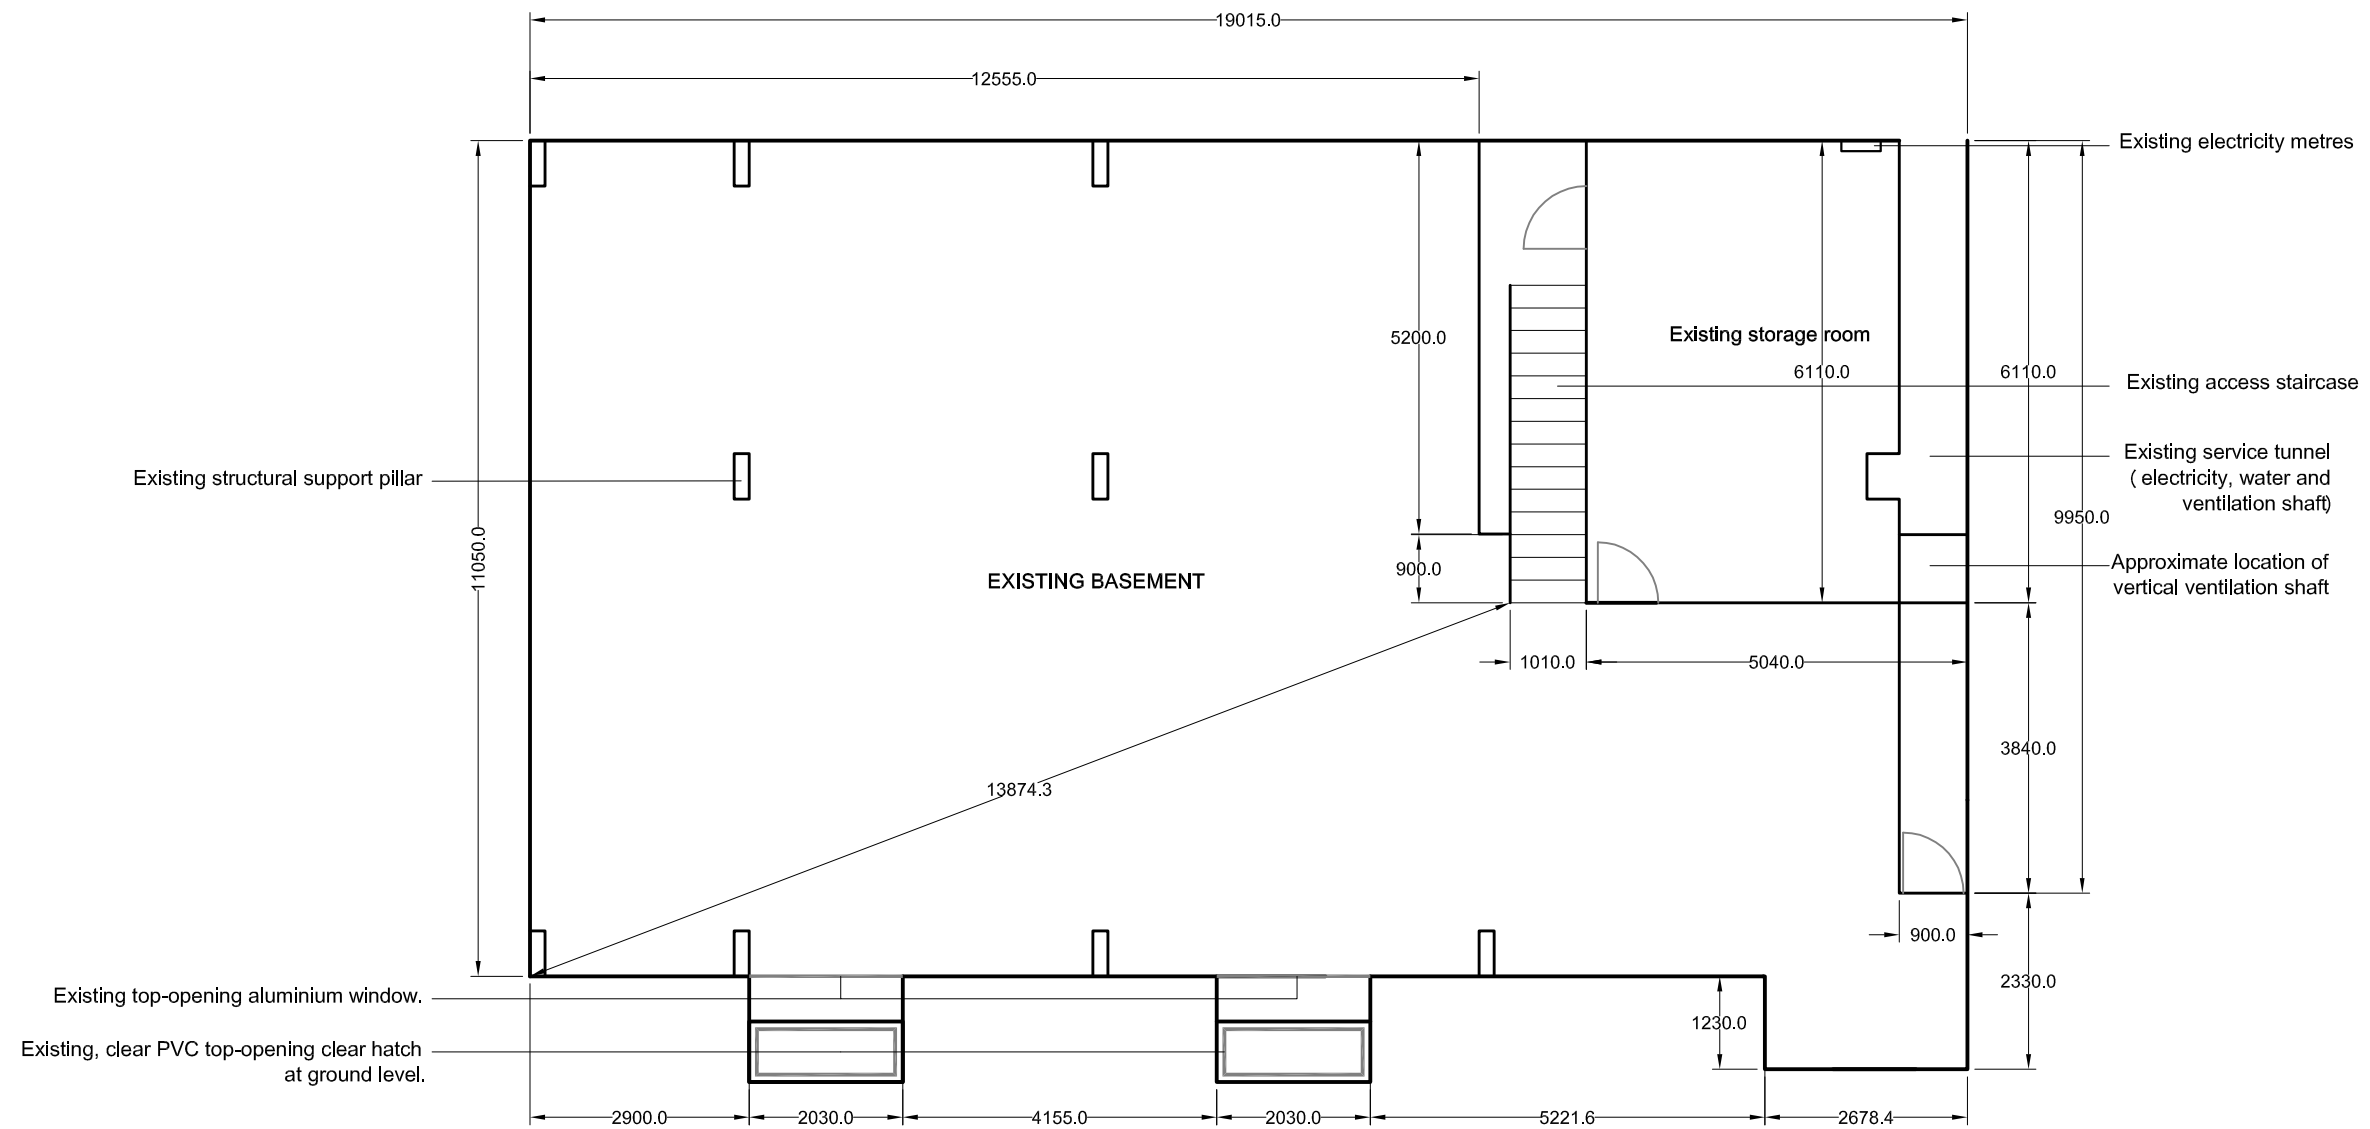 19015.0
12555.0
Existing electricity metres
5200.0
Existing storage room
6110.0
6110.0
Existing access staircase
Existing structural support pillar
Existing service tunnel
( electricity, water and
ventilation shaft)
9950.0
11050.0
900.0
EXISTING BASEMENT
Approximate location of
vertical ventilation shaft
1010.0
5040.0
3840.0
13874.3
900.0
2330.0
Existing top-opening aluminium window.
1230.0
Existing, clear PVC top-opening clear hatch
at ground level.
2900.0
2030.0
4155.0
2030.0
5221.6
2678.4